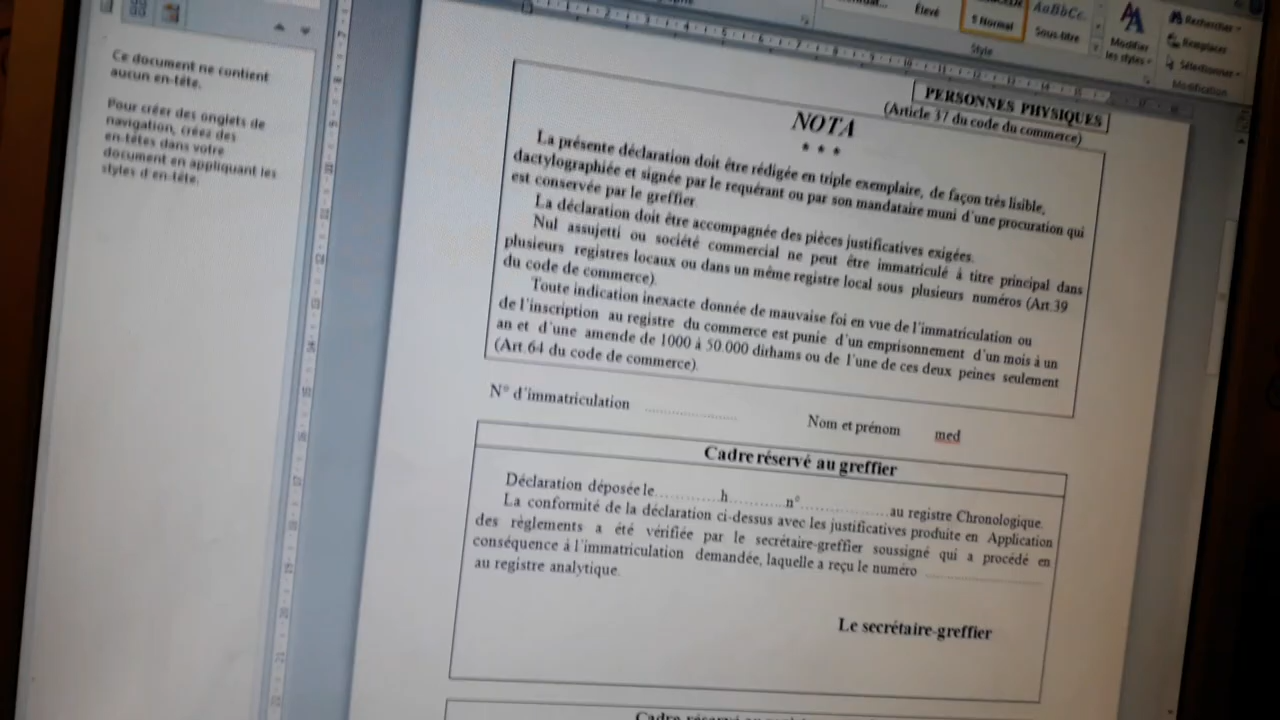 Élevé
¶ Normal
AaBbCc.
Sous-titre
Modifier
les styles
Style
Rechercher
Remplacer
Sélectionner
Modification
Ce document ne contient
aucun en-tête.
Pour créer des onglets de
navigation, créez des
en-têtes dans votre
document en appliquant les
styles d'en-tête.
PERSONNES PHYSIQUES
(Article 37 du code du commerce)
NOTA
* * *
La présente déclaration doit être rédigée en triple exemplaire, de façon très lisible,
dactylographiée et signée par le requérant ou par son mandataire muni d'une procuration qui
est conservée par le greffier
La déclaration doit être accompagnée des pièces justificatives exigées.
Nul assujetti ou société commercial ne peut être immatriculé à titre principal dans
plusieurs registres locaux ou dans un même registre local sous plusieurs numéros (Art.39
du code de commerce).
Toute indication inexacte donnée de mauvaise foi en vue de l'immatriculation ou
de l'inscription au registre du commerce est punie d'un emprisonnement d'un mois à un
an et d'une amende de 1000 à 50.000 dirhams ou de l'une de ces deux peines seulement
(Art.64 du code de commerce).
N° d'immatriculation ....................
Nom et prénom med
Cadre réservé au greffier
Déclaration déposée le..............h............n°..................au registre Chronologique.
La conformité de la déclaration ci-dessus avec les justificatives produite en Application
des règlements a été vérifiée par le secrétaire-greffier soussigné qui a procédé en
conséquence à l'immatriculation demandée, laquelle a reçu le numéro ........................
au registre analytique.
Le secrétaire-greffier
Cadre réservé au